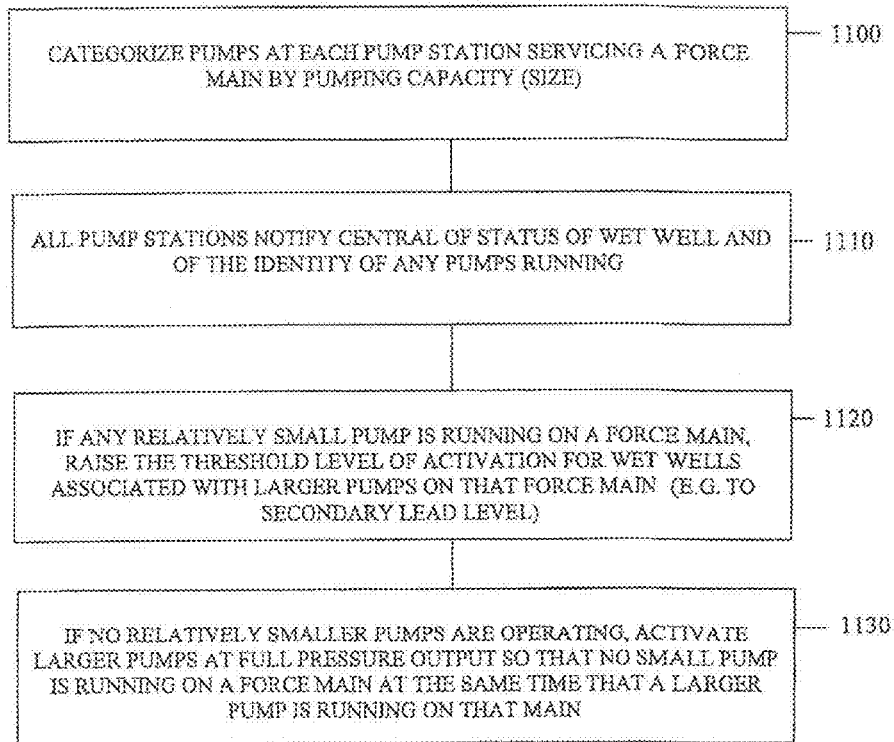 CATEGORIZE PUMPS AT EACH PUMP STATION SERVICING A FORCE
MAIN BY PUMPING CAPACITY (SIZE)
1100
ALL PUMP STATIONS NOTIFY CENTRAL OF STATUS OF WET WELL AND
OF THE IDENTITY OF ANY PUMPS RUNNING
1110
IF ANY RELATIVELY SMALL PUMP IS RUNNING ON A FORCE MAIN,
RAISE THE THRESHOLD LEVEL OF ACTIVATION FOR WET WELLS
ASSOCIATED WITH LARGER PUMPS ON THAT FORCE MAIN (E.G. TO
SECONDARY LEAD LEVEL)
1120
IF NO RELATIVELY SMALLER PUMPS ARE OPERATING, ACTIVATE
LARGER PUMPS AT FULL PRESSURE OUTPUT SO THAT NO SMALL PUMP
IS RUNNING ON A FORCE MAIN AT THE SAME TIME THAT A LARGER
PUMP IS RUNNING ON THAT MAIN
1130